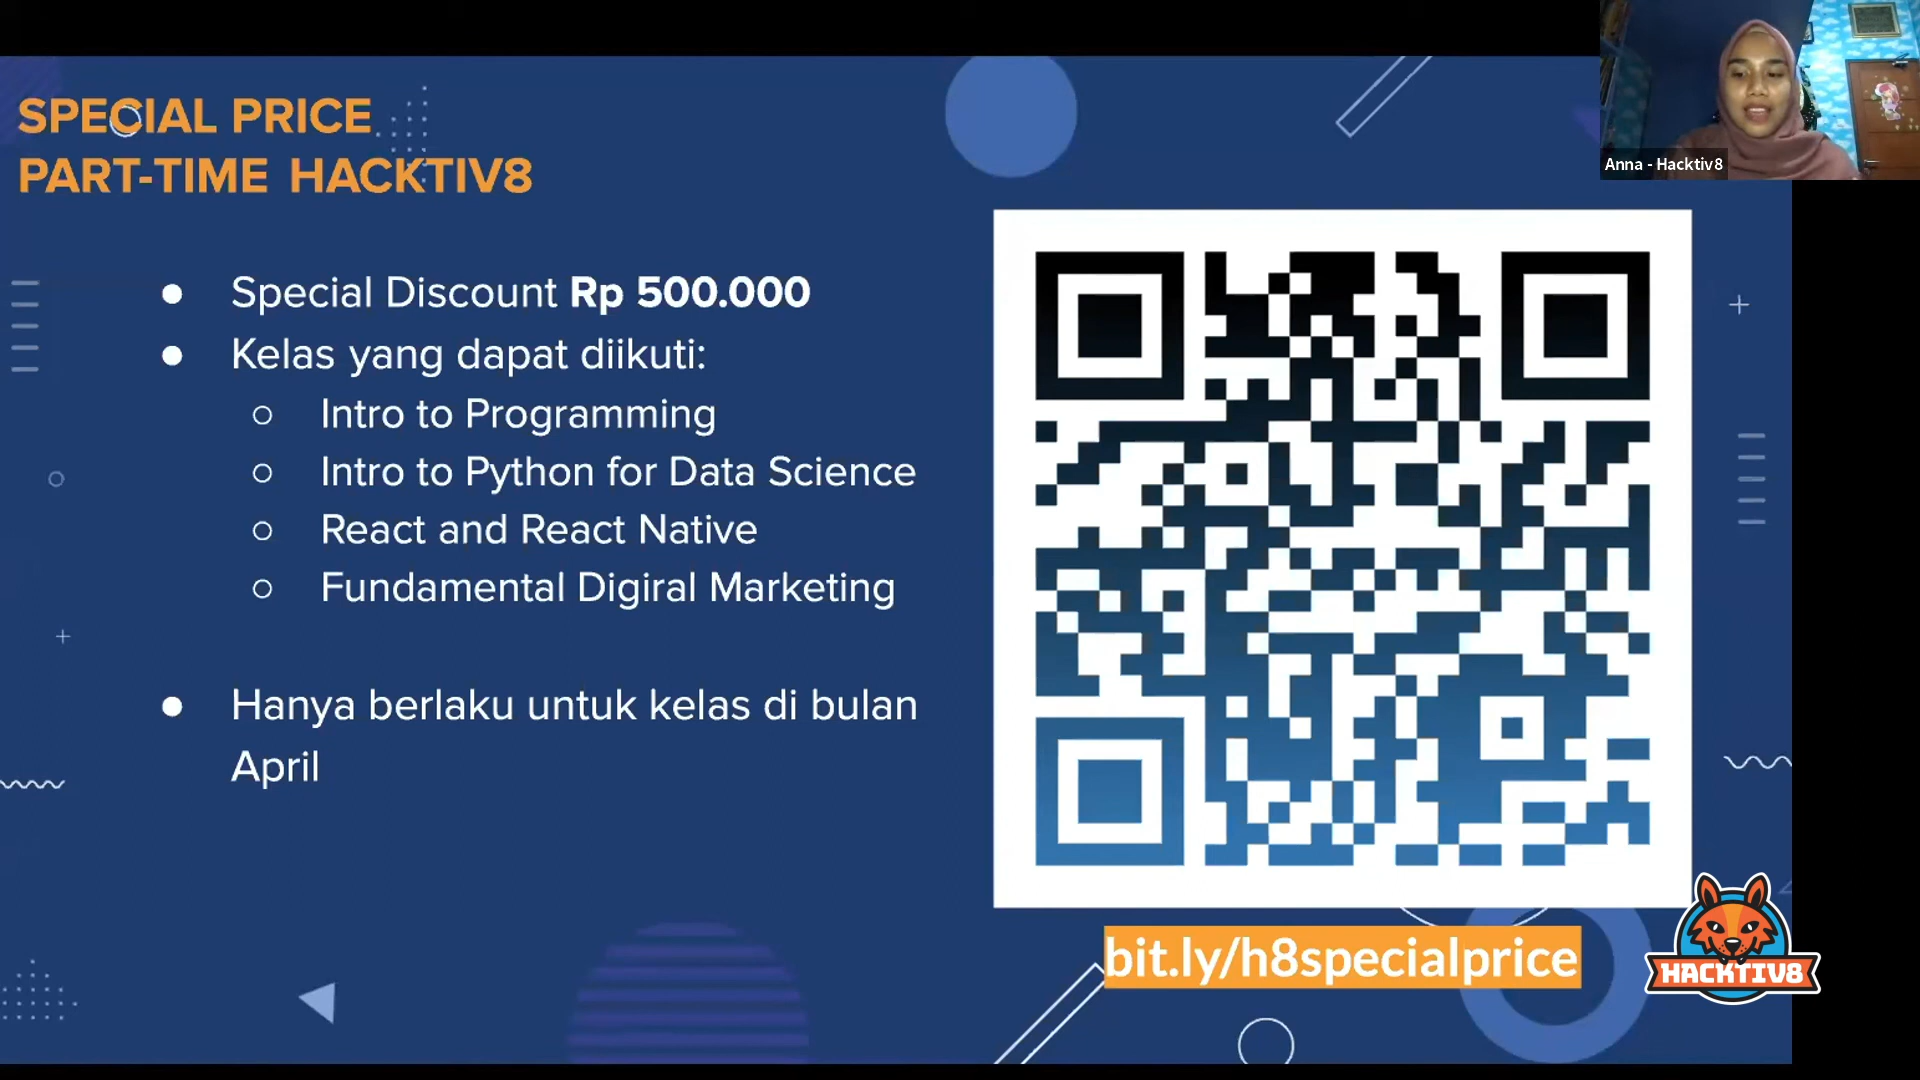 SPECIAL PRICE
PART-TIME HACKTIV8
Anna - Hacktiv8
● Special Discount Rp 500.000
● Kelas yang dapat diikuti:
○ Intro to Programming
○ Intro to Python for Data Science
○ React and React Native
○ Fundamental Digiral Marketing
● Hanya berlaku untuk kelas di bulan
April
bit.ly/h8specialprice
HACKTIV8